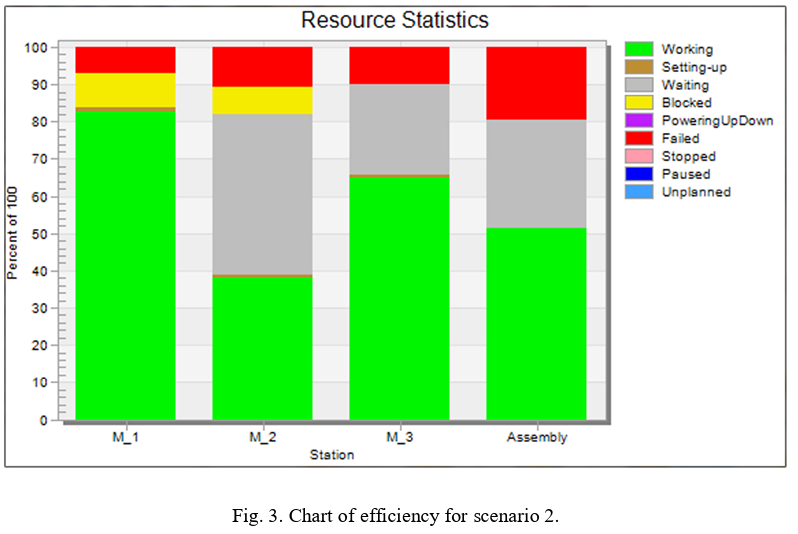 Resource Statistics
100
90
80
70
60
50
40
30
20
10
0
Percent of 100
M_1
M_2
M_3
Assembly
Station
Working
Setting-up
Waiting
Blocked
PoweringUpDown
Failed
Stopped
Paused
Unplanned
Fig. 3. Chart of efficiency for scenario 2.